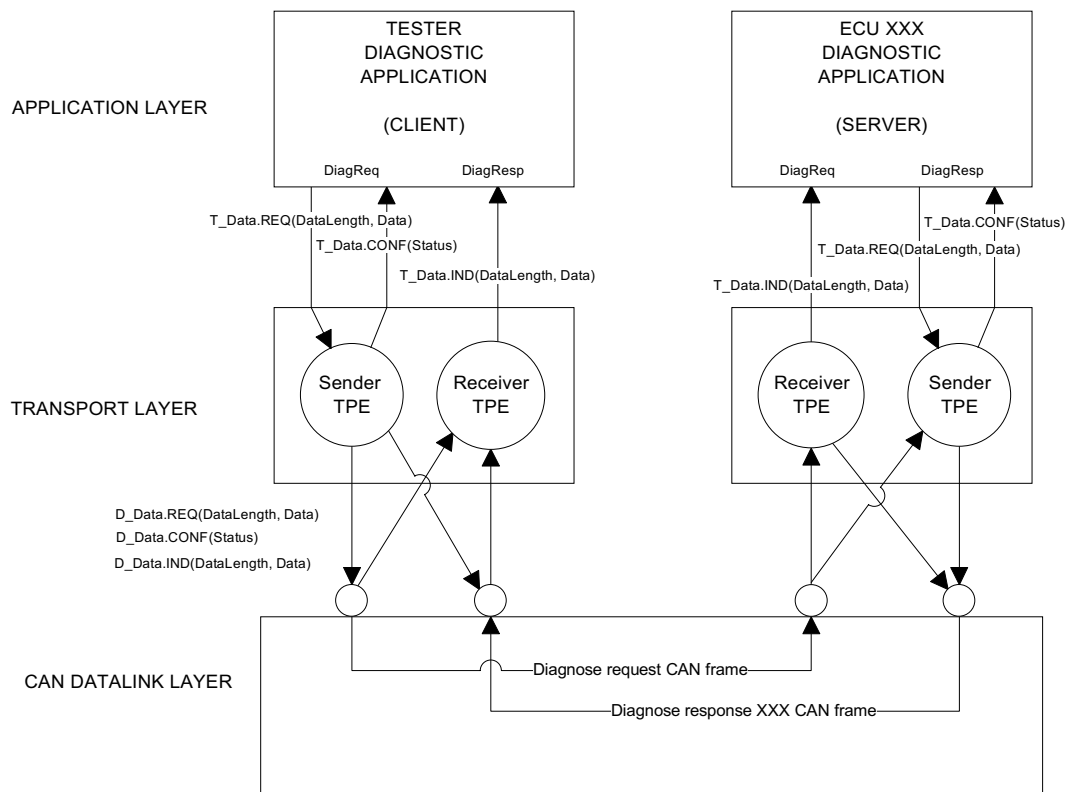 TESTER
DIAGNOSTIC
APPLICATION
(CLIENT)
DiagReq
DiagResp
ECU XXX
DIAGNOSTIC
APPLICATION
(SERVER)
DiagReq
DiagResp
APPLICATION LAYER
T_Data.REQ(DataLength, Data)
T_Data.CONF(Status)
T_Data.IND(DataLength, Data)
T_Data.CONF(Status)
T_Data.REQ(DataLength, Data)
T_Data.IND(DataLength, Data)
TRANSPORT LAYER
Sender
TPE
Receiver
TPE
Receiver
TPE
Sender
TPE
D_Data.REQ(DataLength, Data)
D_Data.CONF(Status)
D_Data.IND(DataLength, Data)
CAN DATALINK LAYER
Diagnose request CAN frame
Diagnose response XXX CAN frame